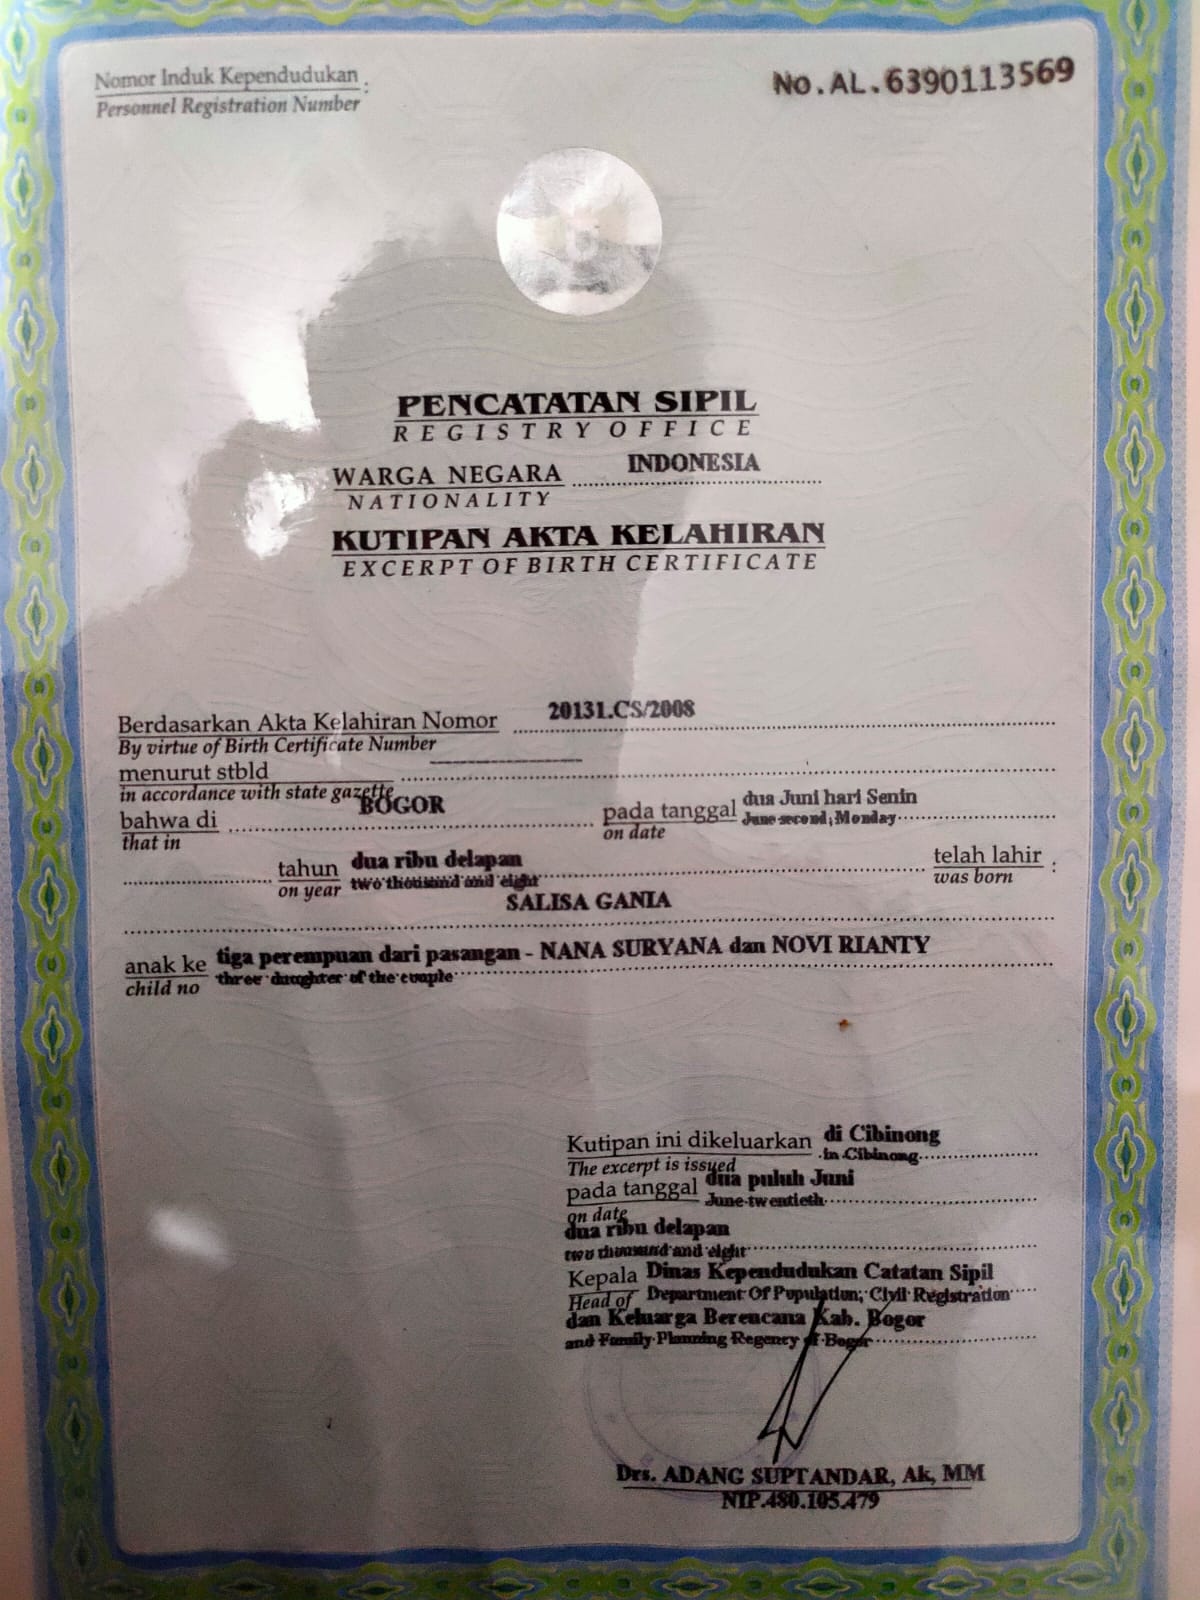 Nomor Induk Kependudukan :
Personnel Registration Number
No.AL.6390113569
PENCATATAN SIPIL
REGISTRY OFFICE
WARGA NEGARA INDONESIA
NATIONALITY
KUTIPAN AKTA KELAHIRAN
EXCERPT OF BIRTH CERTIFICATE
Berdasarkan Akta Kelahiran Nomor 20131.CS/2008
By virtue of Birth Certificate Number
menurut stbld
in accordance with state gazette
bahwa di BOGOR pada tanggal dua Juni hari Senin
that in on date June second, Monday
tahun dua ribu delapan telah lahir :
on year two thousand and eight was born
SALISA GANIA
anak ke tiga perempuan dari pasangan - NANA SURYANA dan NOVI RIANTY
child no three daughter of the couple
Kutipan ini dikeluarkan di Cibinong
The excerpt is issued in Cibinong
pada tanggal dua puluh Juni
on date June twentieth
dua ribu delapan
two thousand and eight
Kepala Dinas Kependudukan Catatan Sipil
Head of Department Of Population, Civil Registration
dan Keluarga Berencana Kab. Bogor
and Family Planning Regency of Bogor
Drs. ADANG SUPTANDAR, Ak, MM
NIP.480.105.479